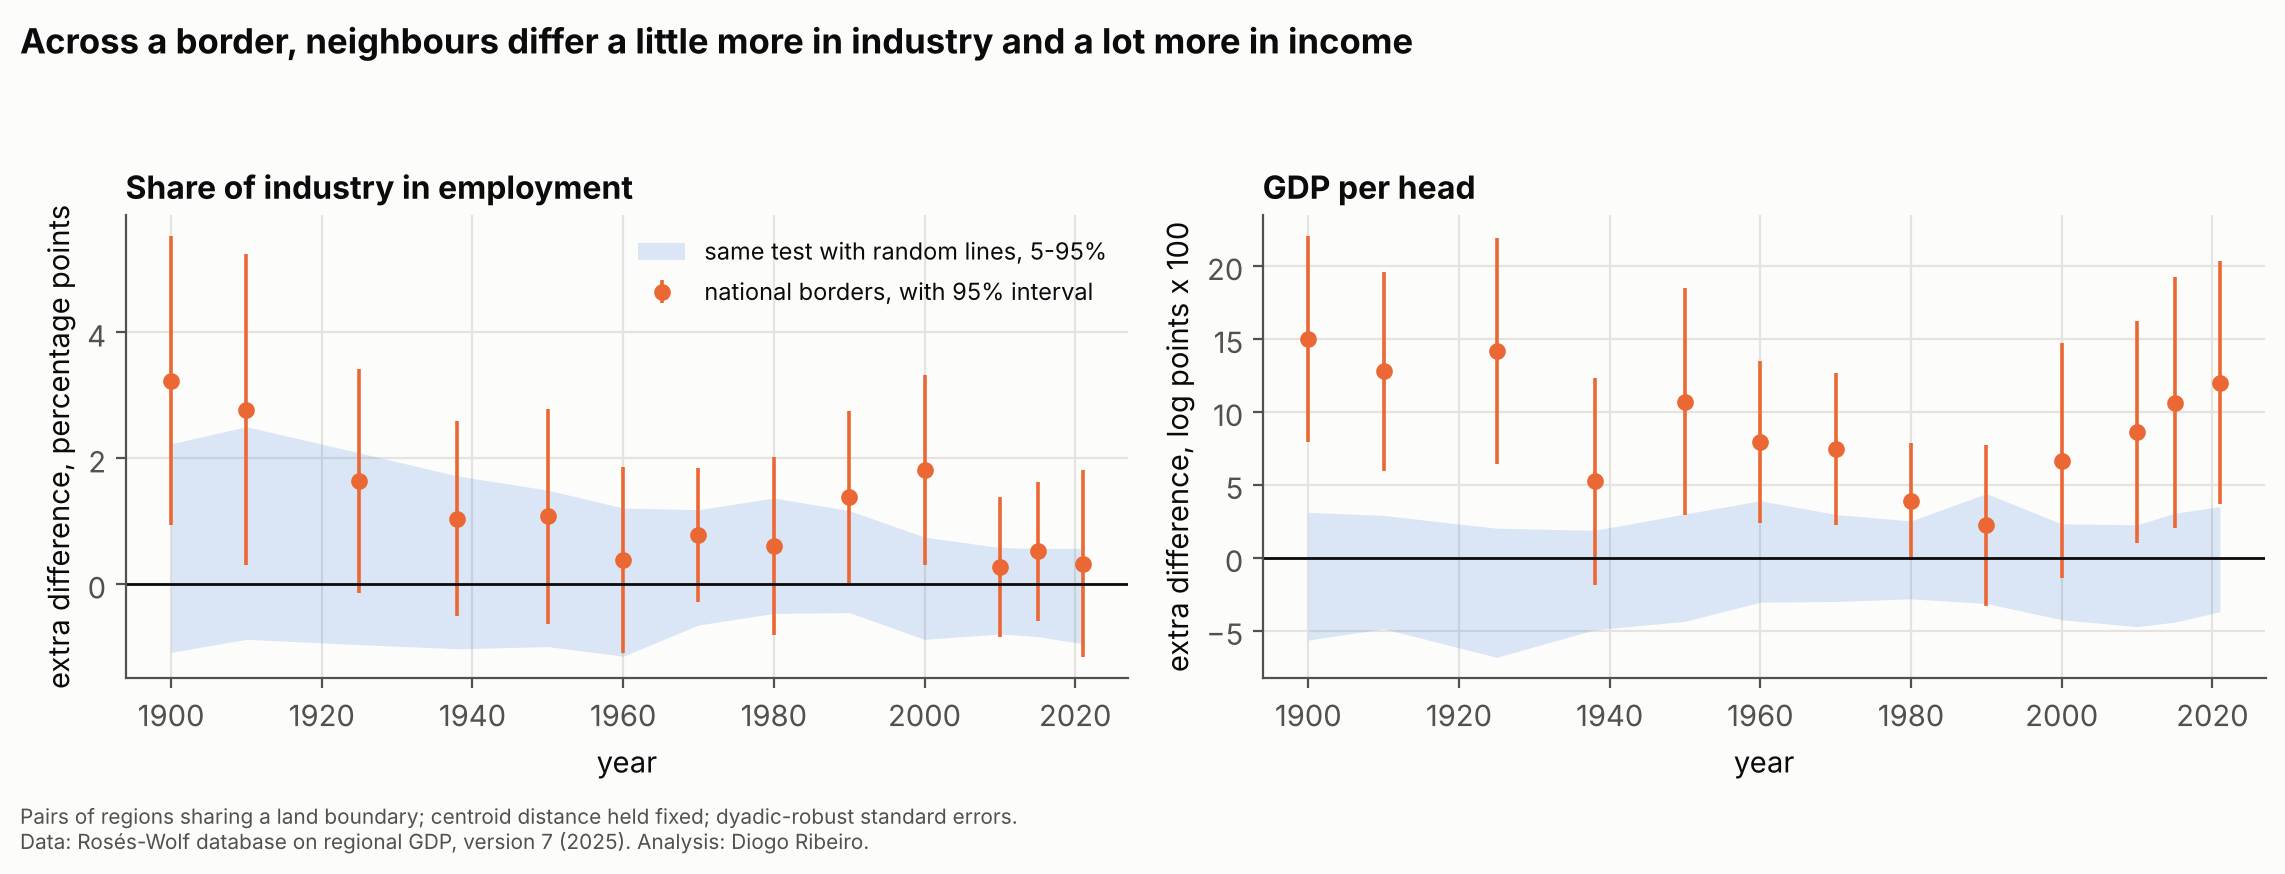 Across a border, neighbours differ a little more in industry and a lot more in income
Share of industry in employment
extra difference, percentage points
4
2
0
same test with random lines, 5-95%
national borders, with 95% interval
1900 1920 1940 1960 1980 2000 2020
year
GDP per head
extra difference, log points x 100
20
15
10
5
0
−5
1900 1920 1940 1960 1980 2000 2020
year
Pairs of regions sharing a land boundary; centroid distance held fixed; dyadic-robust standard errors.
Data: Rosés-Wolf database on regional GDP, version 7 (2025). Analysis: Diogo Ribeiro.